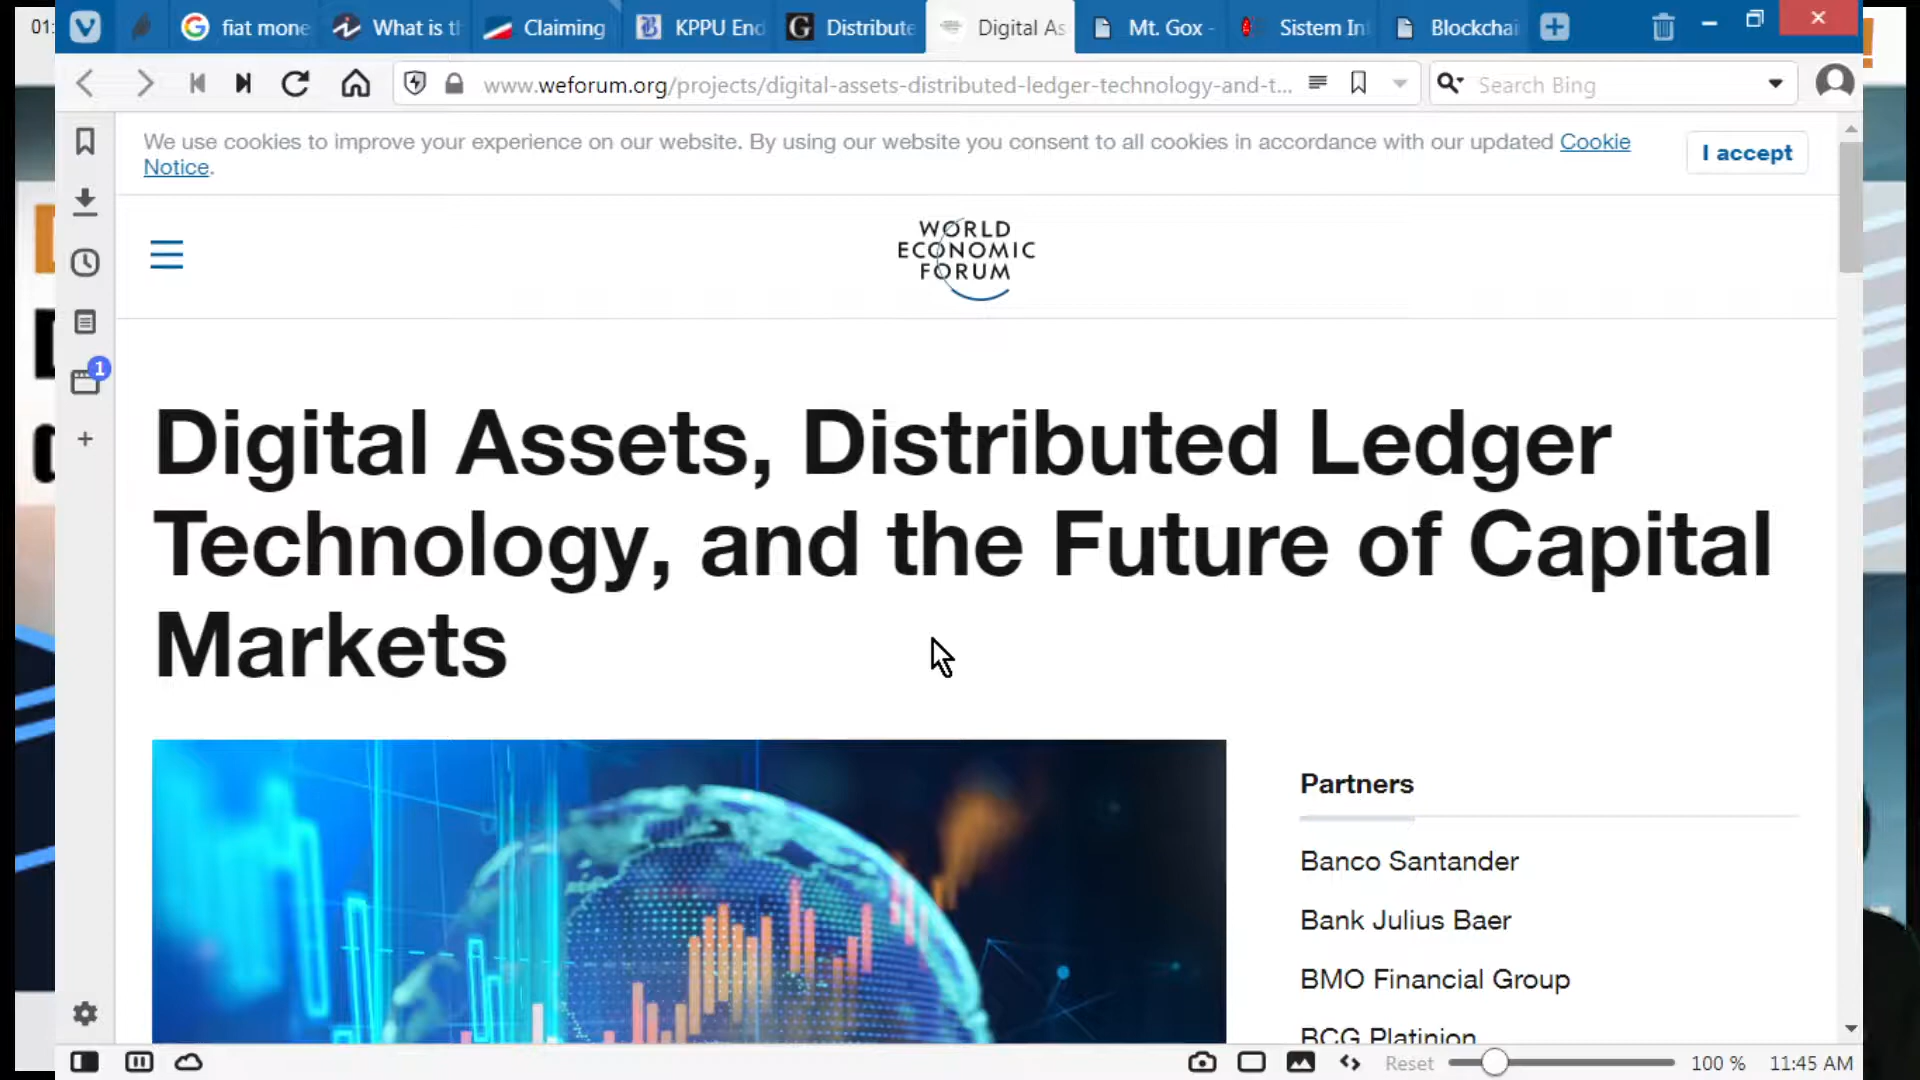 01:
fiat mone
What is t
Claiming
KPPU End
Distribute
Digital As
Mt. Gox -
Sistem In
Blockchai
www.weforum.org/projects/digital-assets-distributed-ledger-technology-and-t...
Search Bing
We use cookies to improve your experience on our website. By using our website you consent to all cookies in accordance with our updated Cookie
Notice.
I accept
WORLD
ECONOMIC
FORUM
1
Digital Assets, Distributed Ledger
Technology, and the Future of Capital
Markets
Partners
Banco Santander
Bank Julius Baer
BMO Financial Group
BCG Platinion
Reset
100 %
11:45 AM